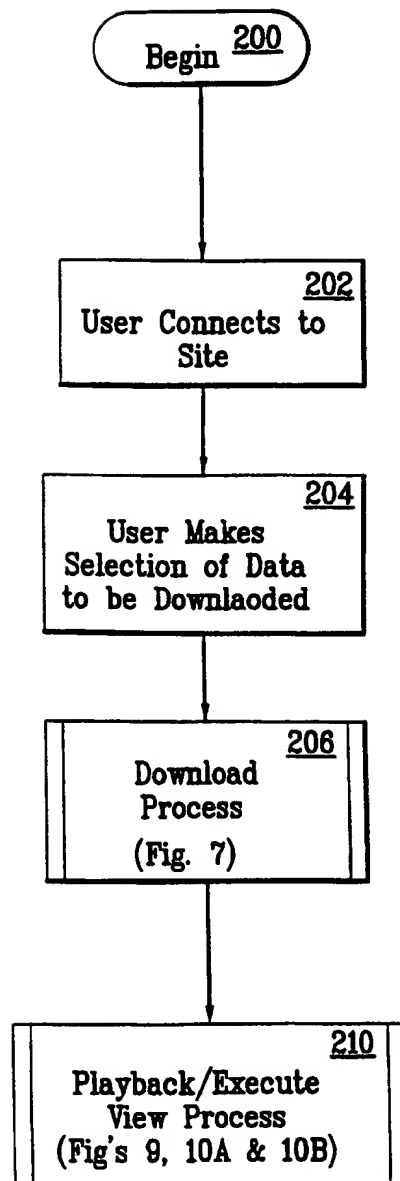 Begin 200
202
User Connects to
Site
204
User Makes
Selection of Data
to be Downlaoded
206
Download
Process
(Fig. 7)
210
Playback/Execute
View Process
(Fig's 9, 10A & 10B)